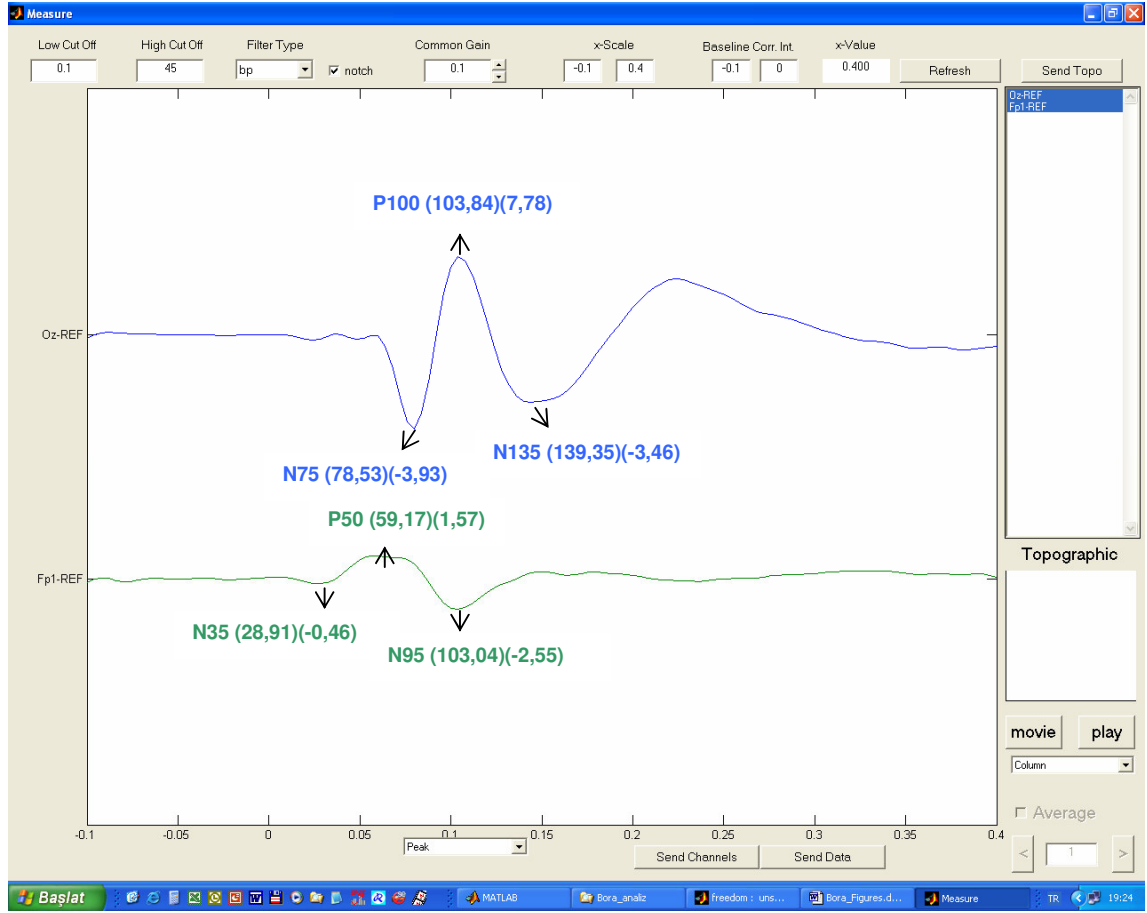 Measure
Low Cut Off High Cut Off Filter Type Common Gain x-Scale Baseline Corr. Int. x-Value
0.1 45 bp notch 0.1 -0.1 0.4 -0.1 0 0.400 Refresh Send Topo
Oz-REF
Fp1-REF
P100 (103,84)(7,78)
Oz-REF
N135 (139,35)(-3,46)
N75 (78,53)(-3,93)
P50 (59,17)(1,57)
Topographic
Fp1-REF
N35 (28,91)(-0,46)
N95 (103,04)(-2,55)
movie play
Column
Average
-0.1 -0.05 0 0.05 0.1 0.15 0.2 0.25 0.3 0.35 0.4
Peak
Send Channels Send Data
< 1 >
Başlat MATLAB Bora_analiz freedom : uns... Bora_Figures.d... Measure TR 19:24